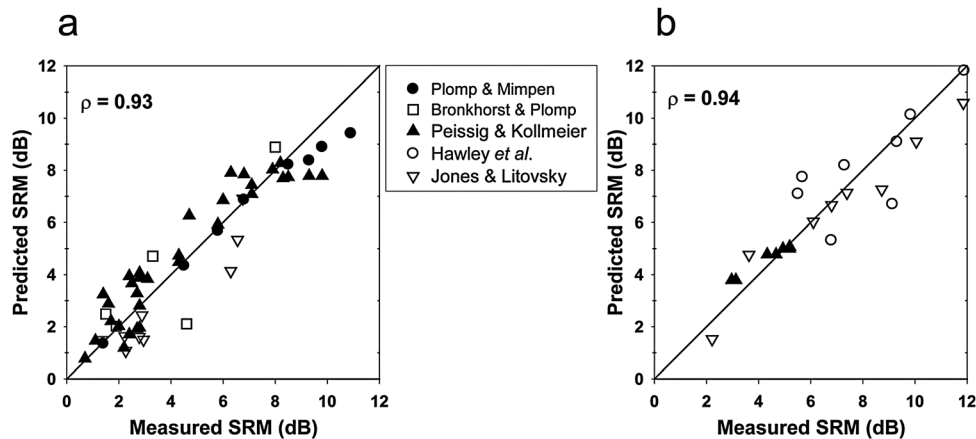 a
ρ = 0.93
Predicted SRM (dB)
12
10
8
6
4
2
0
0 2 4 6 8 10 12
Measured SRM (dB)
Plomp & Mimpen
Bronkhorst & Plomp
Peissig & Kollmeier
Hawley et al.
Jones & Litovsky
b
ρ = 0.94
Predicted SRM (dB)
12
10
8
6
4
2
0
0 2 4 6 8 10 12
Measured SRM (dB)